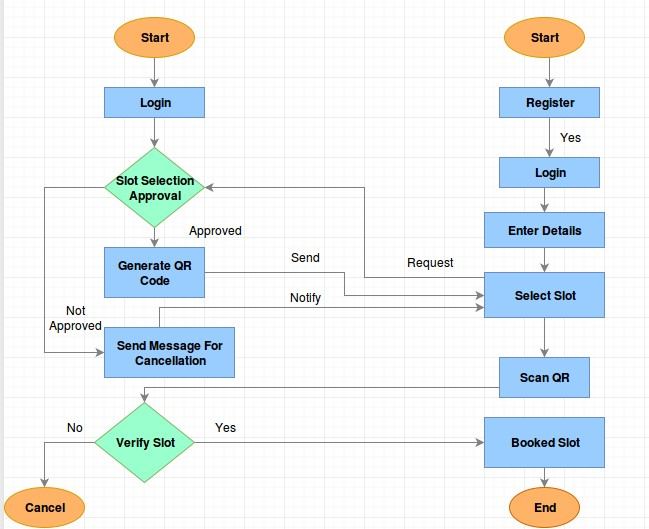 Start
Start
Login
Register
Yes
Login
Slot Selection
Approval
Approved
Enter Details
Generate QR
Code
Send
Request
Select Slot
Notify
Not
Approved
Send Message For
Cancellation
Scan QR
No
Verify Slot
Yes
Booked Slot
Cancel
End